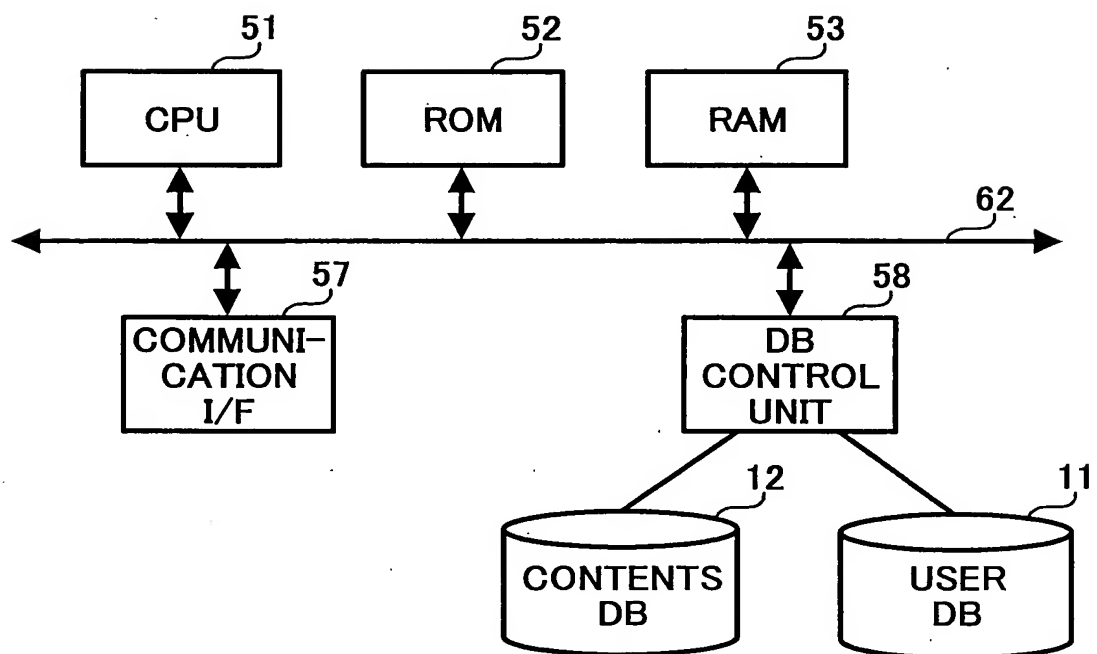 51
52
53
CPU
ROM
RAM
62
57
58
COMMUNI-
CATION
I/F
DB
CONTROL
UNIT
12
11
CONTENTS
DB
USER
DB